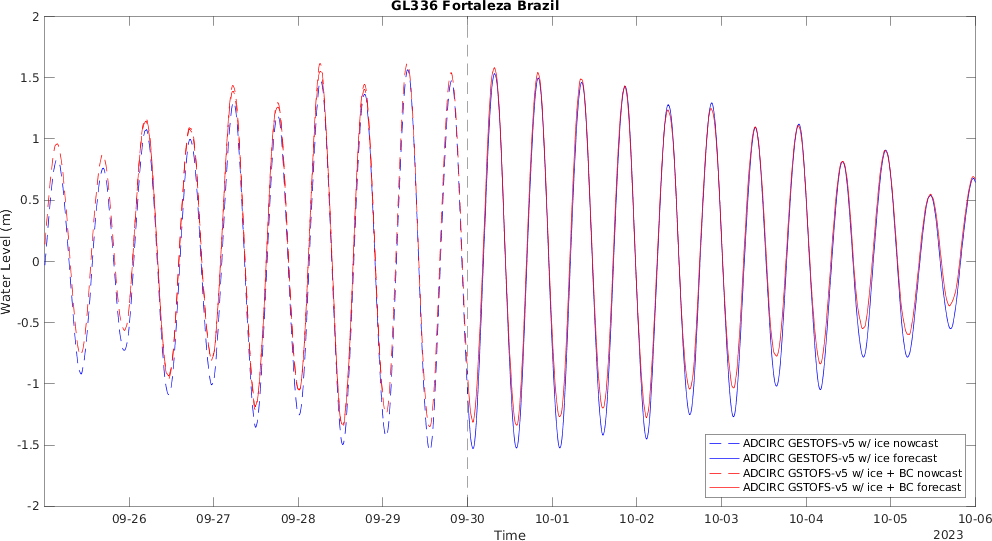 GL336 Fortaleza Brazil
2
1.5
1
0.5
0
-0.5
-1
-1.5
-2
Water Level (m)
09-26 09-27 09-28 09-29 09-30 10-01 10-02 10-03 10-04 10-05 10-06
Time
2023
ADCIRC GESTOFS-v5 w/ ice nowcast
ADCIRC GESTOFS-v5 w/ ice forecast
ADCIRC GSTOFS-v5 w/ ice + BC nowcast
ADCIRC GSTOFS-v5 w/ ice + BC forecast